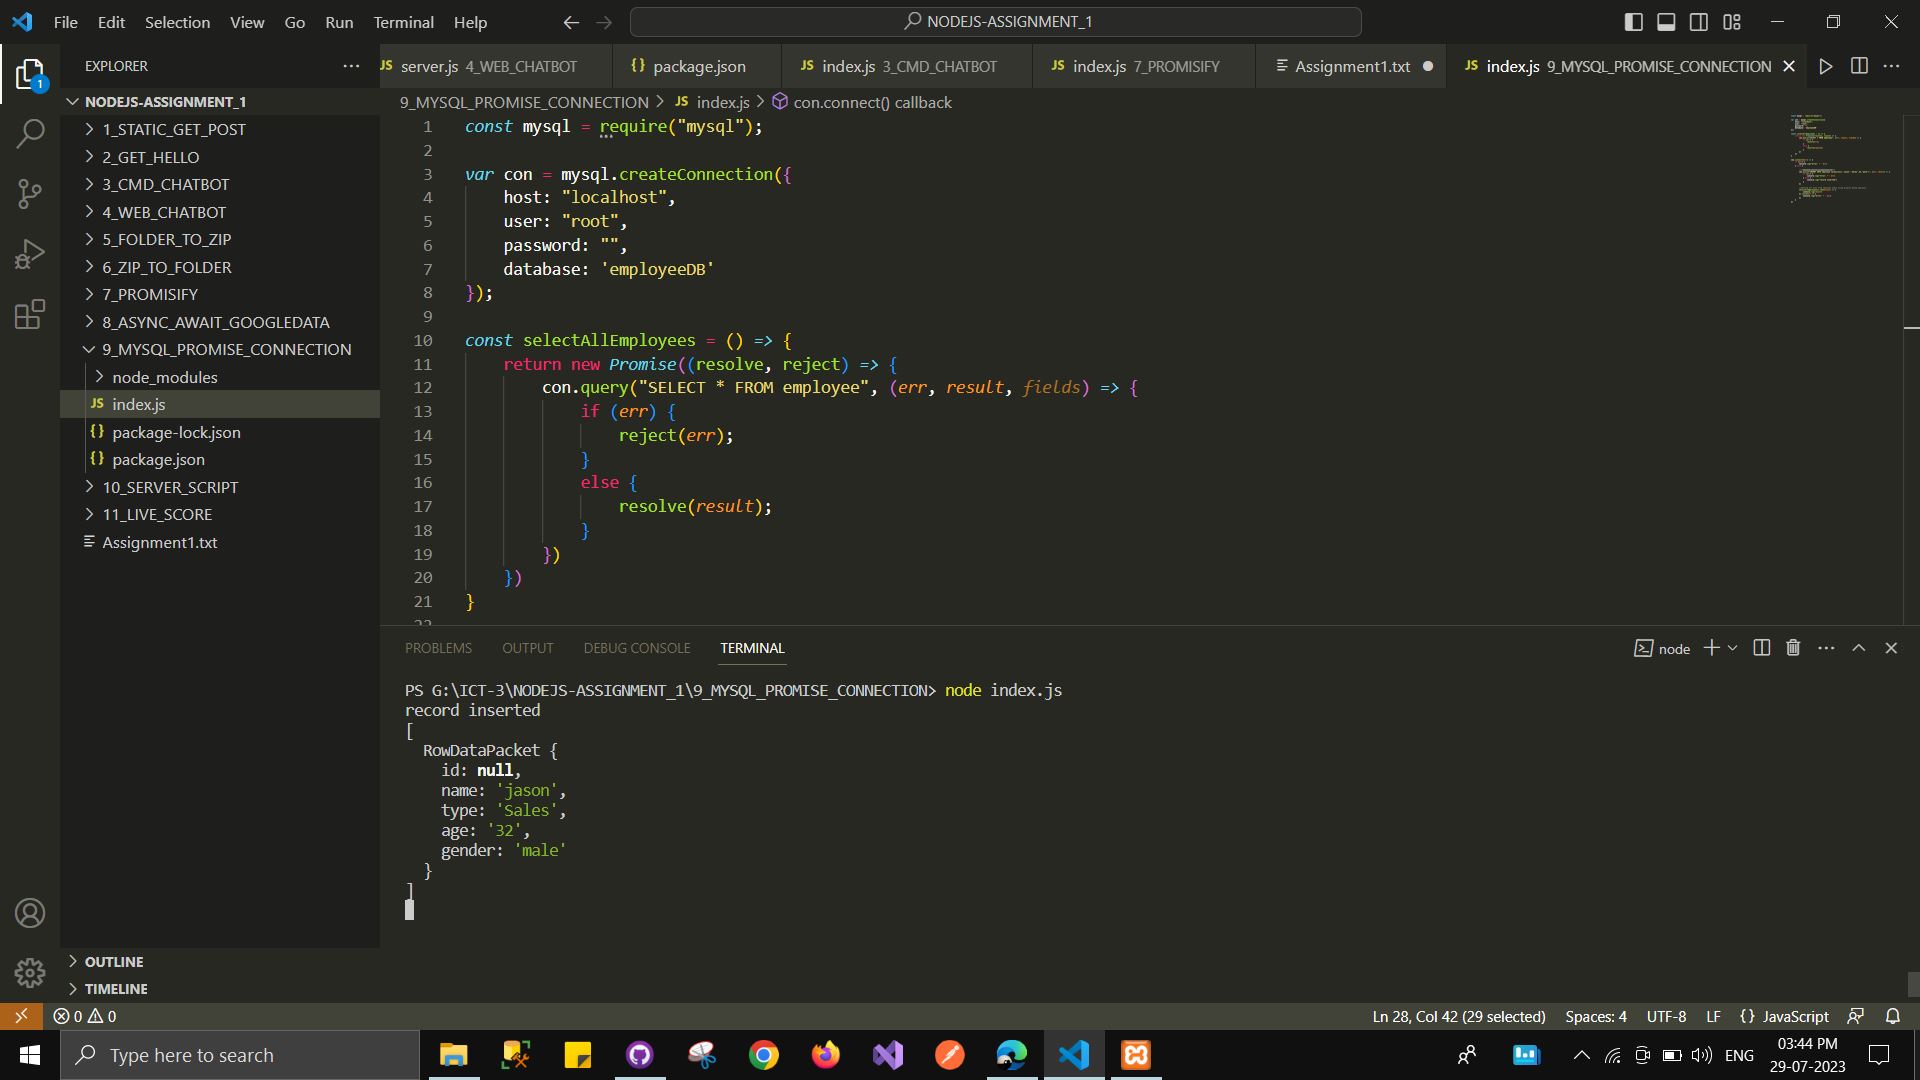 File Edit Selection View Go Run Terminal Help
NODEJS-ASSIGNMENT_1
EXPLORER
JS server.js 4_WEB_CHATBOT
{} package.json
JS index.js 3_CMD_CHATBOT
JS index.js 7_PROMISIFY
Assignment1.txt
JS index.js 9_MYSQL_PROMISE_CONNECTION
1
NODEJS-ASSIGNMENT_1
1_STATIC_GET_POST
2_GET_HELLO
3_CMD_CHATBOT
4_WEB_CHATBOT
5_FOLDER_TO_ZIP
6_ZIP_TO_FOLDER
7_PROMISIFY
8_ASYNC_AWAIT_GOOGLEDATA
9_MYSQL_PROMISE_CONNECTION
node_modules
JS index.js
{} package-lock.json
{} package.json
10_SERVER_SCRIPT
11_LIVE_SCORE
Assignment1.txt
OUTLINE
TIMELINE
9_MYSQL_PROMISE_CONNECTION > JS index.js > con.connect() callback
1 const mysql = require("mysql");
2
3 var con = mysql.createConnection({
4 host: "localhost",
5 user: "root",
6 password: "",
7 database: 'employeeDB'
8 });
9
10 const selectAllEmployees = () => {
11 return new Promise((resolve, reject) => {
12 con.query("SELECT * FROM employee", (err, result, fields) => {
13 if (err) {
14 reject(err);
15 }
16 else {
17 resolve(result);
18 }
19 })
20 })
21 }
22
PROBLEMS OUTPUT DEBUG CONSOLE TERMINAL
node
PS G:\ICT-3\NODEJS-ASSIGNMENT_1\9_MYSQL_PROMISE_CONNECTION> node index.js
record inserted
[
RowDataPacket {
id: null,
name: 'jason',
type: 'Sales',
age: '32',
gender: 'male'
}
]
0 0
Ln 28, Col 42 (29 selected) Spaces: 4 UTF-8 LF {} JavaScript
Type here to search
ENG
03:44 PM
29-07-2023